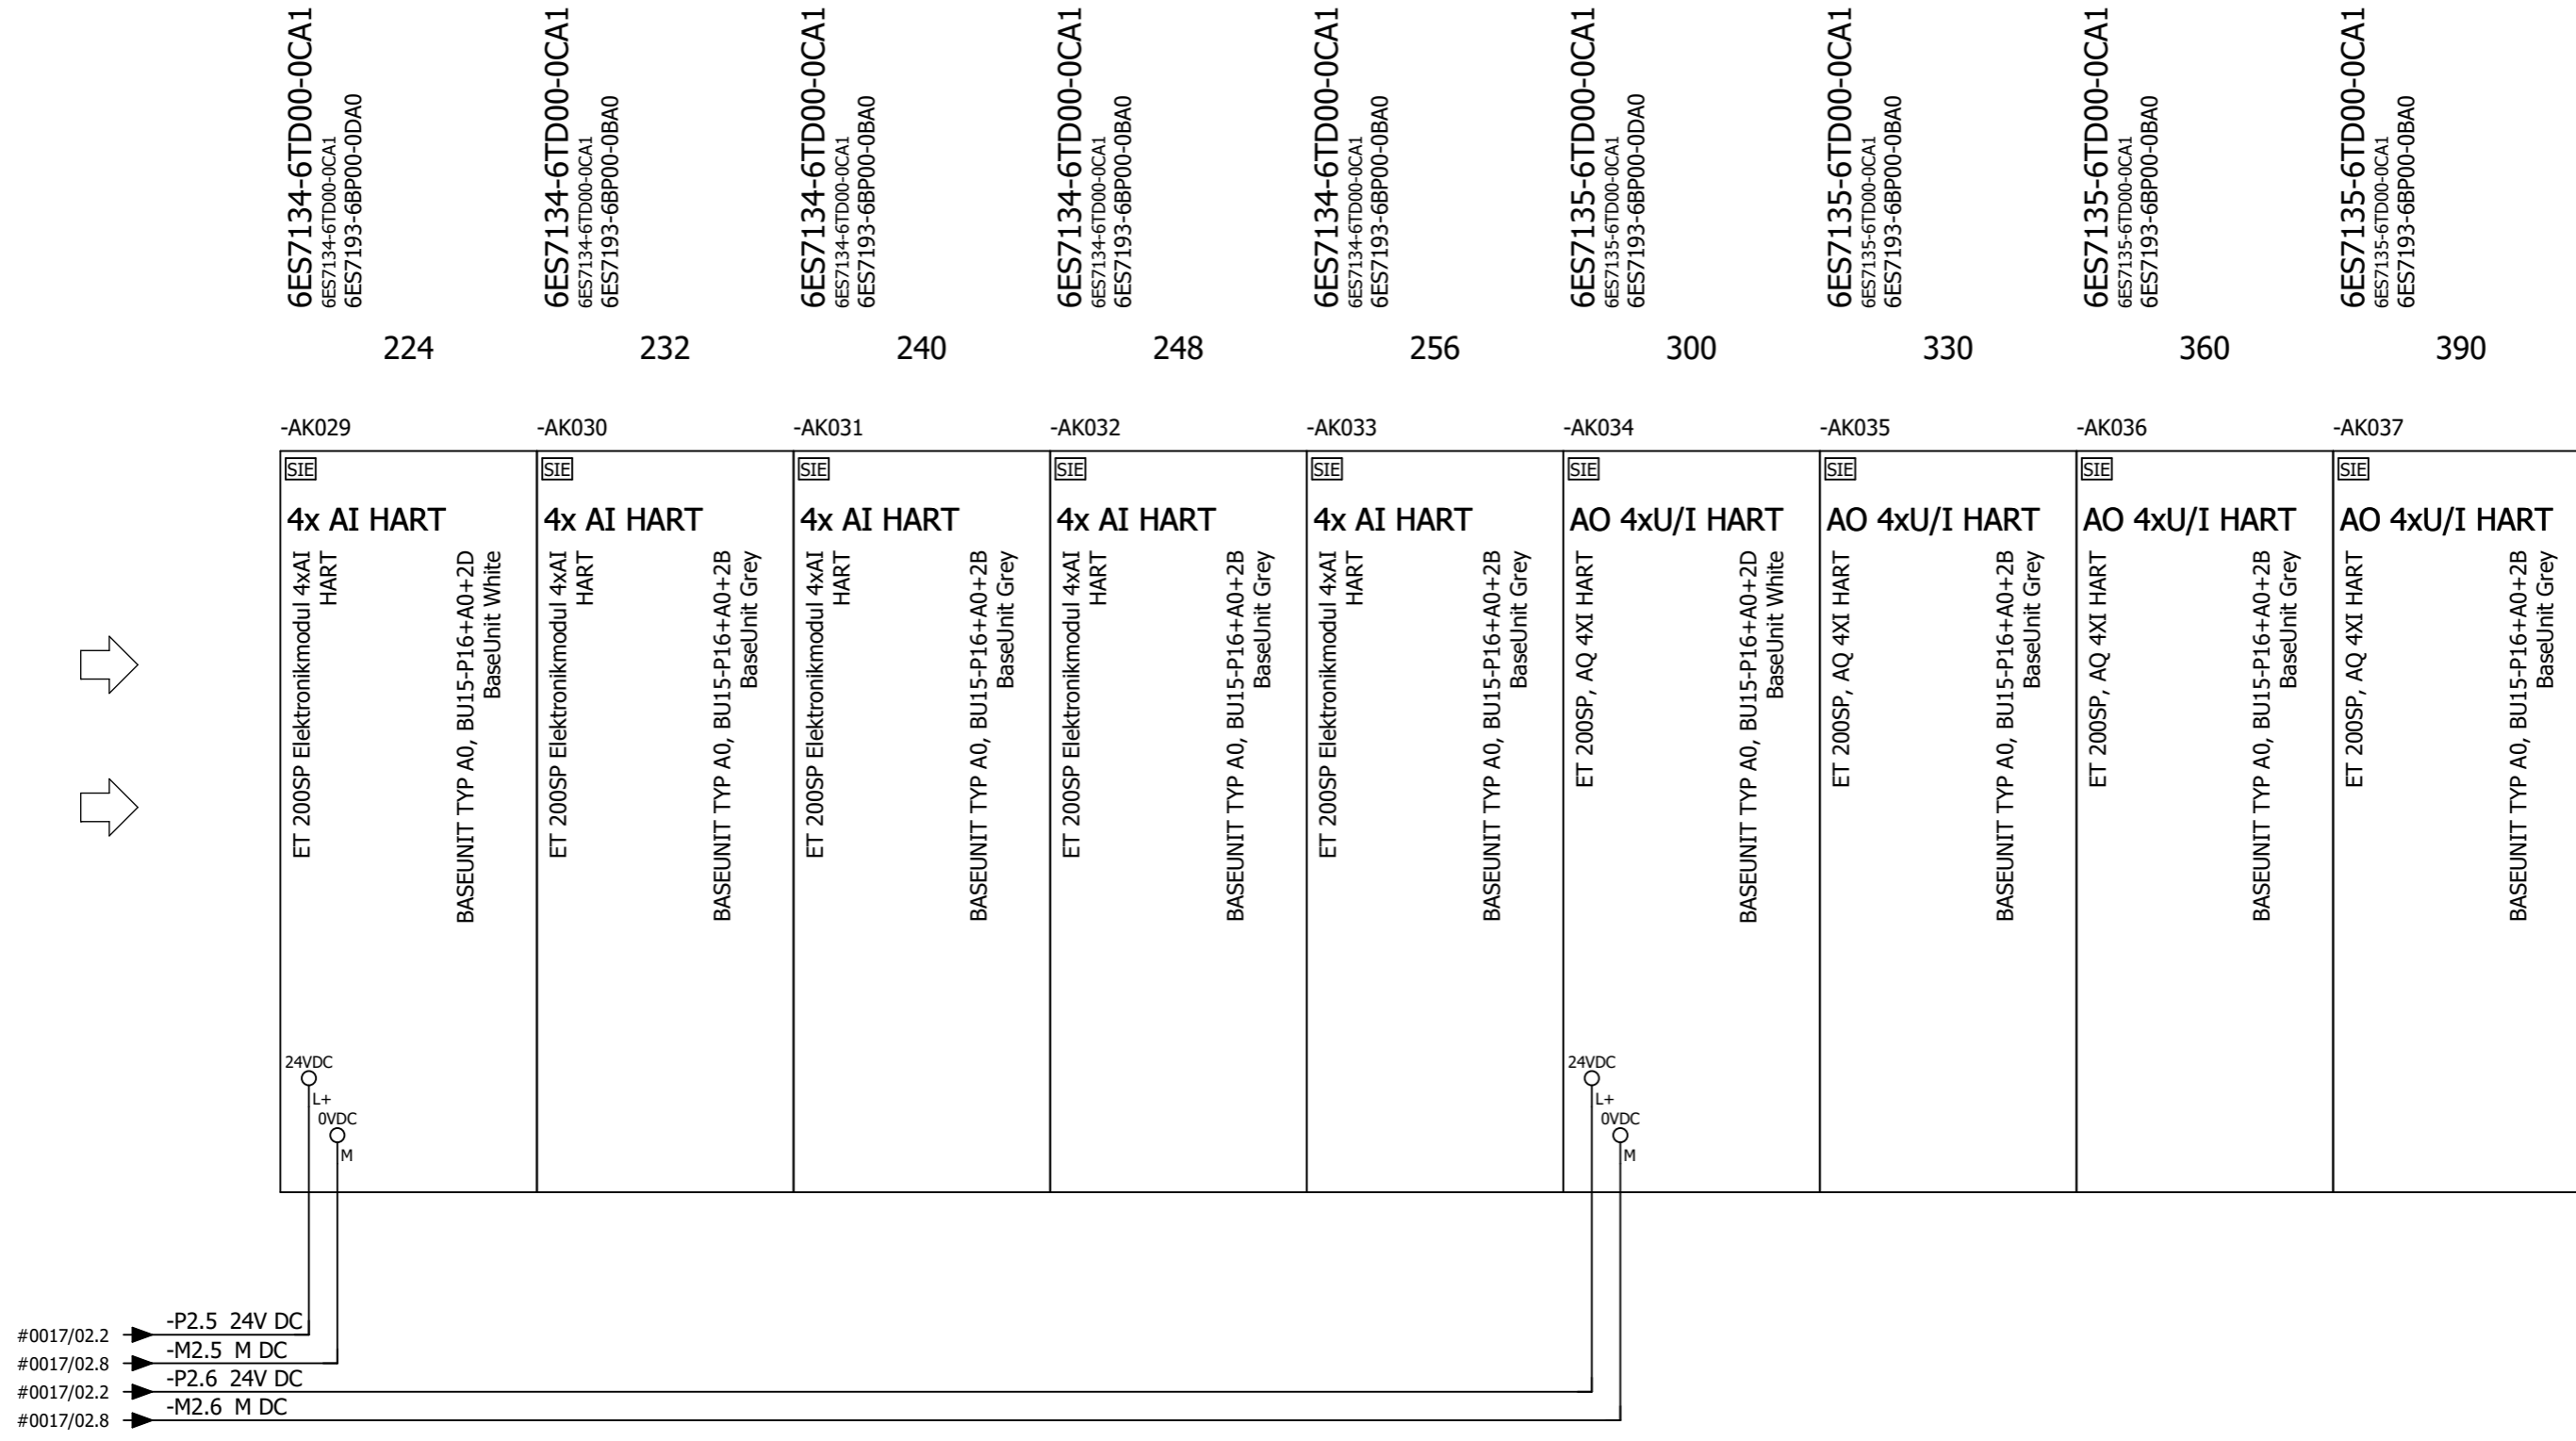 6ES7134-6TD00-0CA1
6ES7134-6TD00-0CA1
6ES7193-6BP00-0DA0
6ES7134-6TD00-0CA1
6ES7134-6TD00-0CA1
6ES7193-6BP00-0BA0
6ES7134-6TD00-0CA1
6ES7134-6TD00-0CA1
6ES7193-6BP00-0BA0
6ES7134-6TD00-0CA1
6ES7134-6TD00-0CA1
6ES7193-6BP00-0BA0
6ES7134-6TD00-0CA1
6ES7134-6TD00-0CA1
6ES7193-6BP00-0BA0
6ES7135-6TD00-0CA1
6ES7135-6TD00-0CA1
6ES7193-6BP00-0DA0
6ES7135-6TD00-0CA1
6ES7135-6TD00-0CA1
6ES7193-6BP00-0BA0
6ES7135-6TD00-0CA1
6ES7135-6TD00-0CA1
6ES7193-6BP00-0BA0
6ES7135-6TD00-0CA1
6ES7135-6TD00-0CA1
6ES7193-6BP00-0BA0
224 232 240 248 256 300 330 360 390
-AK029 -AK030 -AK031 -AK032 -AK033 -AK034 -AK035 -AK036 -AK037
SIE SIE SIE SIE SIE SIE SIE SIE SIE
4x AI HART 4x AI HART 4x AI HART 4x AI HART 4x AI HART AO 4xU/I HART AO 4xU/I HART AO 4xU/I HART AO 4xU/I HART
ET 200SP Elektronikmodul 4xAI
HART
BASEUNIT TYP A0, BU15-P16+A0+2D
BaseUnit White
ET 200SP Elektronikmodul 4xAI
HART
BASEUNIT TYP A0, BU15-P16+A0+2B
BaseUnit Grey
ET 200SP Elektronikmodul 4xAI
HART
BASEUNIT TYP A0, BU15-P16+A0+2B
BaseUnit Grey
ET 200SP Elektronikmodul 4xAI
HART
BASEUNIT TYP A0, BU15-P16+A0+2B
BaseUnit Grey
ET 200SP Elektronikmodul 4xAI
HART
BASEUNIT TYP A0, BU15-P16+A0+2B
BaseUnit Grey
ET 200SP, AQ 4XI HART
BASEUNIT TYP A0, BU15-P16+A0+2D
BaseUnit White
ET 200SP, AQ 4XI HART
BASEUNIT TYP A0, BU15-P16+A0+2B
BaseUnit Grey
ET 200SP, AQ 4XI HART
BASEUNIT TYP A0, BU15-P16+A0+2B
BaseUnit Grey
ET 200SP, AQ 4XI HART
BASEUNIT TYP A0, BU15-P16+A0+2B
BaseUnit Grey
24VDC 24VDC
L+ L+
0VDC 0VDC
M M
#0017/02.2 -P2.5 24V DC
#0017/02.8 -M2.5 M DC
#0017/02.2 -P2.6 24V DC
#0017/02.8 -M2.6 M DC